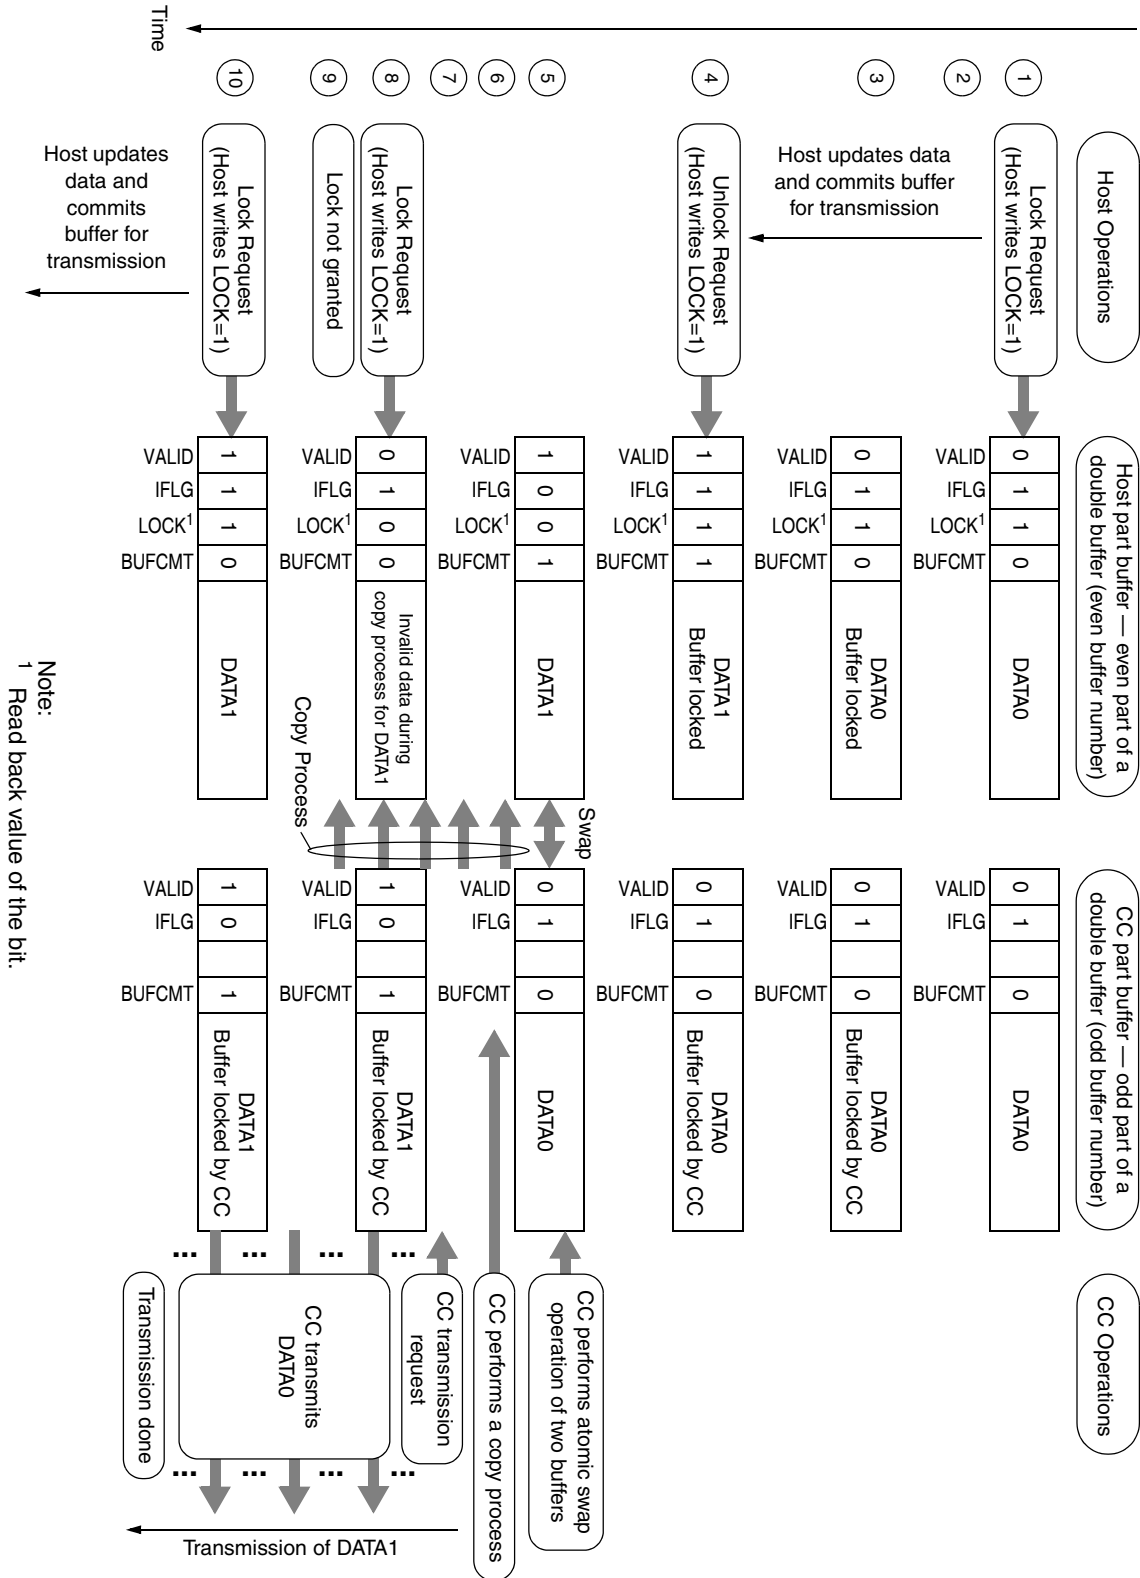 Time
1
2
3
4
5
6
7
8
9
10
Host Operations
Lock Request
(Host writes LOCK=1)
Host updates data
and commits buffer
for transmission
Unlock Request
(Host writes LOCK=1)
Lock Request
(Host writes LOCK=1)
Lock not granted
Lock Request
(Host writes LOCK=1)
Host updates
data and
commits
buffer for
transmission
Host part buffer — even part of a
double buffer (even buffer number)
VALID 0
IFLG 1
LOCK1 1
BUFCMT 0
DATA0
VALID 0
IFLG 1
LOCK1 1
BUFCMT 0
DATA0
Buffer locked
VALID 1
IFLG 1
LOCK1 1
BUFCMT 1
DATA1
Buffer locked
VALID 1
IFLG 0
LOCK1 0
BUFCMT 1
DATA1
VALID 0
IFLG 1
LOCK1 0
BUFCMT 0
Invalid data during
copy process for DATA1
VALID 1
IFLG 1
LOCK1 1
BUFCMT 0
DATA1
Swap
Copy Process
CC part buffer — odd part of a
double buffer (odd buffer number)
VALID 0
IFLG 1
BUFCMT 0
DATA0
VALID 0
IFLG 1
BUFCMT 0
DATA0
Buffer locked by CC
VALID 0
IFLG 1
BUFCMT 0
DATA0
Buffer locked by CC
VALID 0
IFLG 1
BUFCMT 0
DATA0
VALID 1
IFLG 0
BUFCMT 1
DATA1
Buffer locked by CC
VALID 1
IFLG 0
BUFCMT 1
DATA1
Buffer locked by CC
CC Operations
CC performs atomic swap
operation of two buffers
CC performs a copy process
CC transmission
request
CC transmits
DATA0
Transmission done
... ... ... ...
... ... ... ...
Transmission of DATA1
Note:
1 Read back value of the bit.